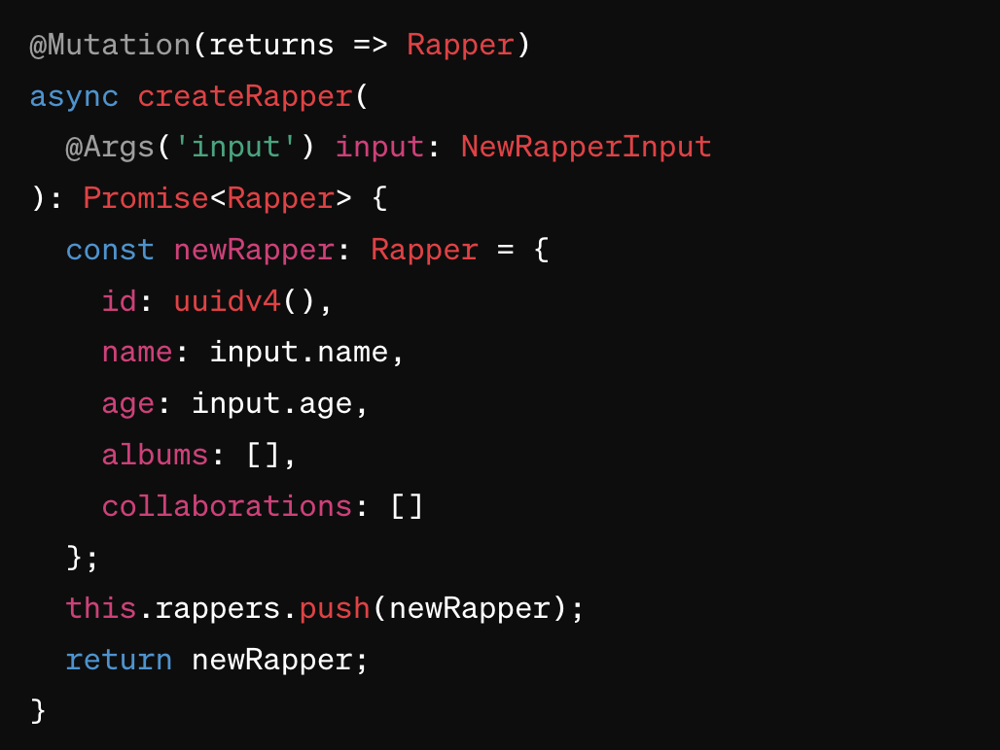 @Mutation(returns => Rapper)
async createRapper(
  @Args('input') input: NewRapperInput
): Promise<Rapper> {
  const newRapper: Rapper = {
    id: uuidv4(),
    name: input.name,
    age: input.age,
    albums: [],
    collaborations: []
  };
  this.rappers.push(newRapper);
  return newRapper;
}